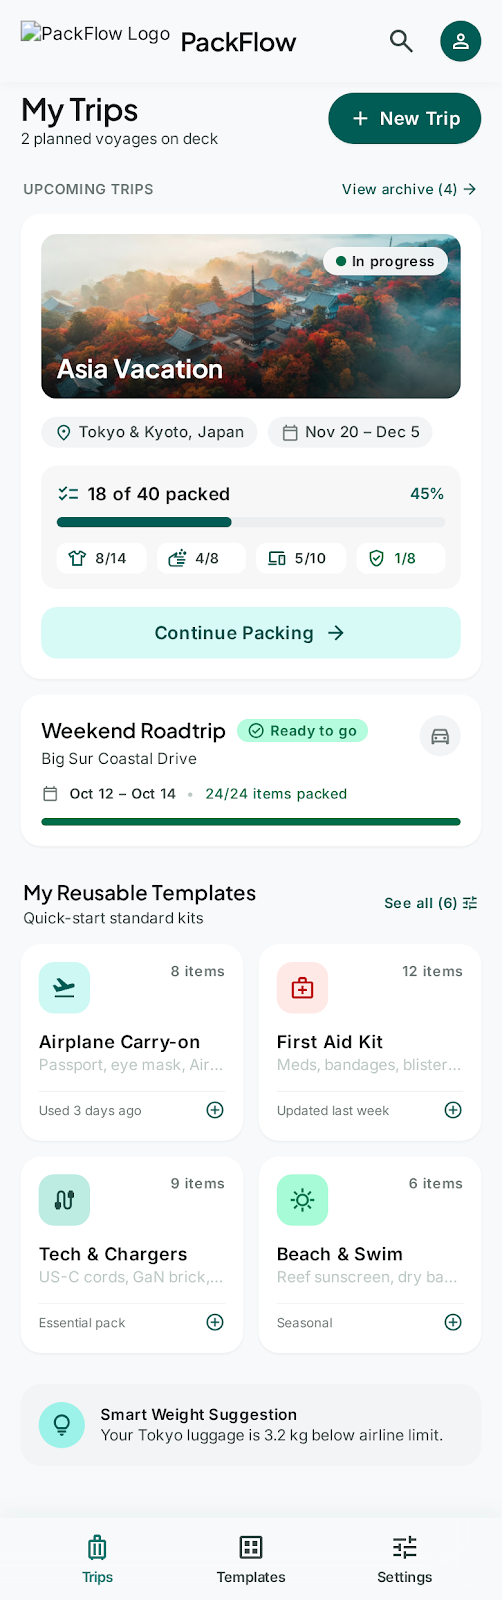 PackFlow Logo
PackFlow
My Trips
2 planned voyages on deck
New Trip
UPCOMING TRIPS
View archive (4)
In progress
Asia Vacation
Tokyo & Kyoto, Japan
Nov 20 – Dec 5
18 of 40 packed
45%
8/14
4/8
5/10
1/8
Continue Packing
Weekend Roadtrip
Ready to go
Big Sur Coastal Drive
Oct 12 – Oct 14 • 24/24 items packed
My Reusable Templates
Quick-start standard kits
See all (6)
8 items
Airplane Carry-on
Passport, eye mask, Air...
Used 3 days ago
12 items
First Aid Kit
Meds, bandages, blister...
Updated last week
9 items
Tech & Chargers
US-C cords, GaN brick,...
Essential pack
6 items
Beach & Swim
Reef sunscreen, dry ba...
Seasonal
Smart Weight Suggestion
Your Tokyo luggage is 3.2 kg below airline limit.
Trips
Templates
Settings